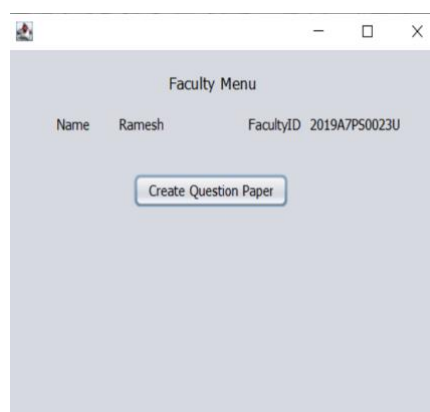 Faculty Menu
Name Ramesh FacultyID 2019A7PS0023U
Create Question Paper